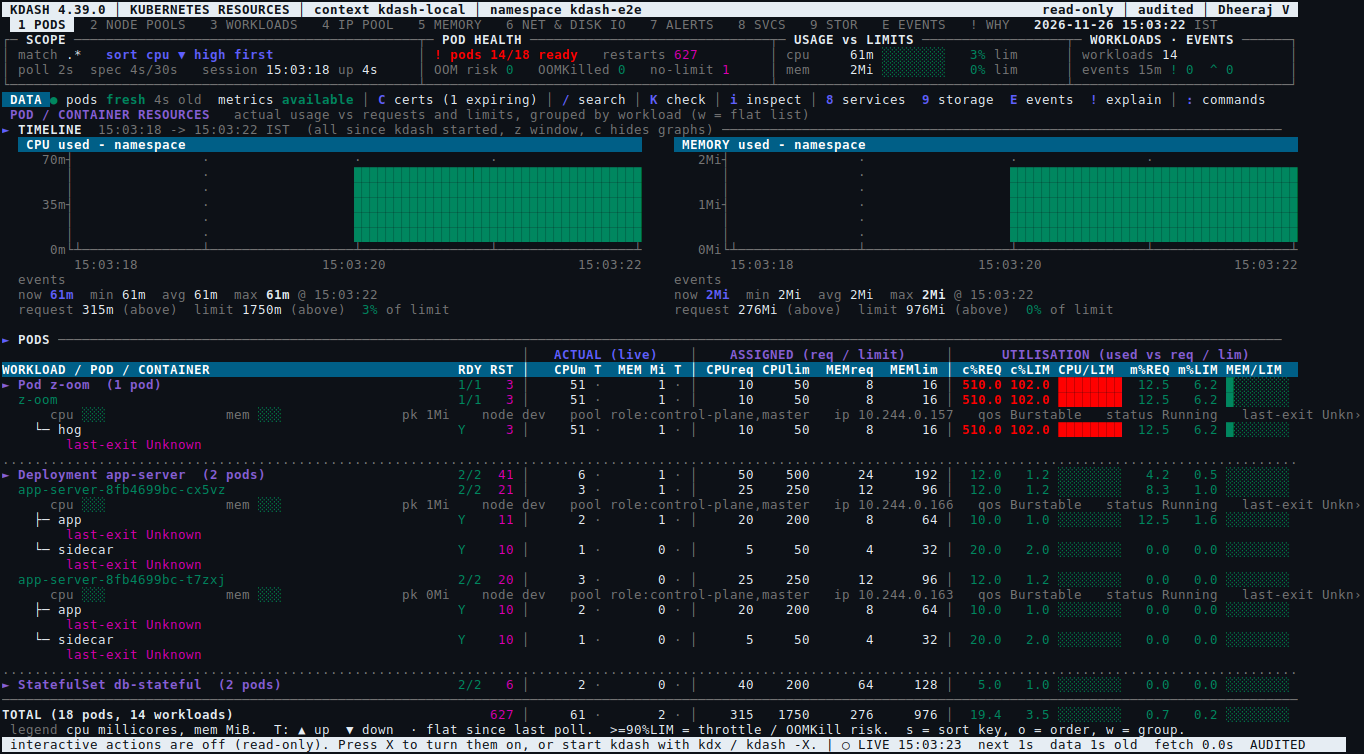 KDASH 4.39.0 │ KUBERNETES RESOURCES │ context kdash-local │ namespace kdash-e2e read-only │ audited │ Dheeraj V
1 PODS 2 NODE POOLS 3 WORKLOADS 4 IP POOL 5 MEMORY 6 NET & DISK IO 7 ALERTS 8 SVCS 9 STOR E EVENTS ! WHY 2026-11-26 15:03:22 IST
SCOPE POD HEALTH USAGE vs LIMITS WORKLOADS · EVENTS
match .* sort cpu ▼ high first │ ! pods 14/18 ready restarts 627 │ cpu 61m 3% lim │ workloads 14
poll 2s spec 4s/30s session 15:03:18 up 4s │ OOM risk 0 OOMKilled 0 no-limit 1 │ mem 2Mi 0% lim │ events 15m ! 0 ^ 0
DATA ● pods fresh 4s old metrics available │ C certs (1 expiring) │ / search │ K check │ i inspect │ 8 services 9 storage E events ! explain │ : commands
POD / CONTAINER RESOURCES actual usage vs requests and limits, grouped by workload (w = flat list)
► TIMELINE 15:03:18 -> 15:03:22 IST (all since kdash started, z window, c hides graphs)
CPU used - namespace MEMORY used - namespace
70m 2Mi
35m 1Mi
0m 0Mi
15:03:18 15:03:20 15:03:22 15:03:18 15:03:20 15:03:22
events events
now 61m min 61m avg 61m max 61m @ 15:03:22 now 2Mi min 2Mi avg 2Mi max 2Mi @ 15:03:22
request 315m (above) limit 1750m (above) 3% of limit request 276Mi (above) limit 976Mi (above) 0% of limit
► PODS
│ ACTUAL (live) │ ASSIGNED (req / limit) │ UTILISATION (used vs req / lim)
WORKLOAD / POD / CONTAINER RDY RST │ CPUm T MEM Mi T │ CPUreq CPUlim MEMreq MEMlim │ c%REQ c%LIM CPU/LIM m%REQ m%LIM MEM/LIM
► Pod z-oom (1 pod) 1/1 3 │ 51 · 1 · │ 10 50 8 16 │ 510.0 102.0 12.5 6.2
z-oom 1/1 3 │ 51 · 1 · │ 10 50 8 16 │ 510.0 102.0 12.5 6.2
cpu mem pk 1Mi node dev pool role:control-plane,master ip 10.244.0.157 qos Burstable status Running last-exit Unkn›
└─ hog Y 3 │ 51 · 1 · │ 10 50 8 16 │ 510.0 102.0 12.5 6.2
last-exit Unknown
► Deployment app-server (2 pods) 2/2 41 │ 6 · 1 · │ 50 500 24 192 │ 12.0 1.2 4.2 0.5
app-server-8fb4699bc-cx5vz 2/2 21 │ 3 · 1 · │ 25 250 12 96 │ 12.0 1.2 8.3 1.0
cpu mem pk 1Mi node dev pool role:control-plane,master ip 10.244.0.166 qos Burstable status Running last-exit Unkn›
├─ app Y 11 │ 2 · 1 · │ 20 200 8 64 │ 10.0 1.0 12.5 1.6
last-exit Unknown
└─ sidecar Y 10 │ 1 · 0 · │ 5 50 4 32 │ 20.0 2.0 0.0 0.0
last-exit Unknown
app-server-8fb4699bc-t7zxj 2/2 20 │ 3 · 0 · │ 25 250 12 96 │ 12.0 1.2 0.0 0.0
cpu mem pk 0Mi node dev pool role:control-plane,master ip 10.244.0.163 qos Burstable status Running last-exit Unkn›
├─ app Y 10 │ 2 · 0 · │ 20 200 8 64 │ 10.0 1.0 0.0 0.0
last-exit Unknown
└─ sidecar Y 10 │ 1 · 0 · │ 5 50 4 32 │ 20.0 2.0 0.0 0.0
last-exit Unknown
► StatefulSet db-stateful (2 pods) 2/2 6 │ 2 · 0 · │ 40 200 64 128 │ 5.0 1.0 0.0 0.0
TOTAL (18 pods, 14 workloads) 627 │ 61 · 2 · │ 315 1750 276 976 │ 19.4 3.5 0.7 0.2
legend cpu millicores, mem MiB. T: ▲ up ▼ down · flat since last poll. >=90%LIM = throttle / OOMKill risk. s = sort key, o = order, w = group.
interactive actions are off (read-only). Press X to turn them on, or start kdash with kdx / kdash -X. | ○ LIVE 15:03:23 next 1s data 1s old fetch 0.0s AUDITED